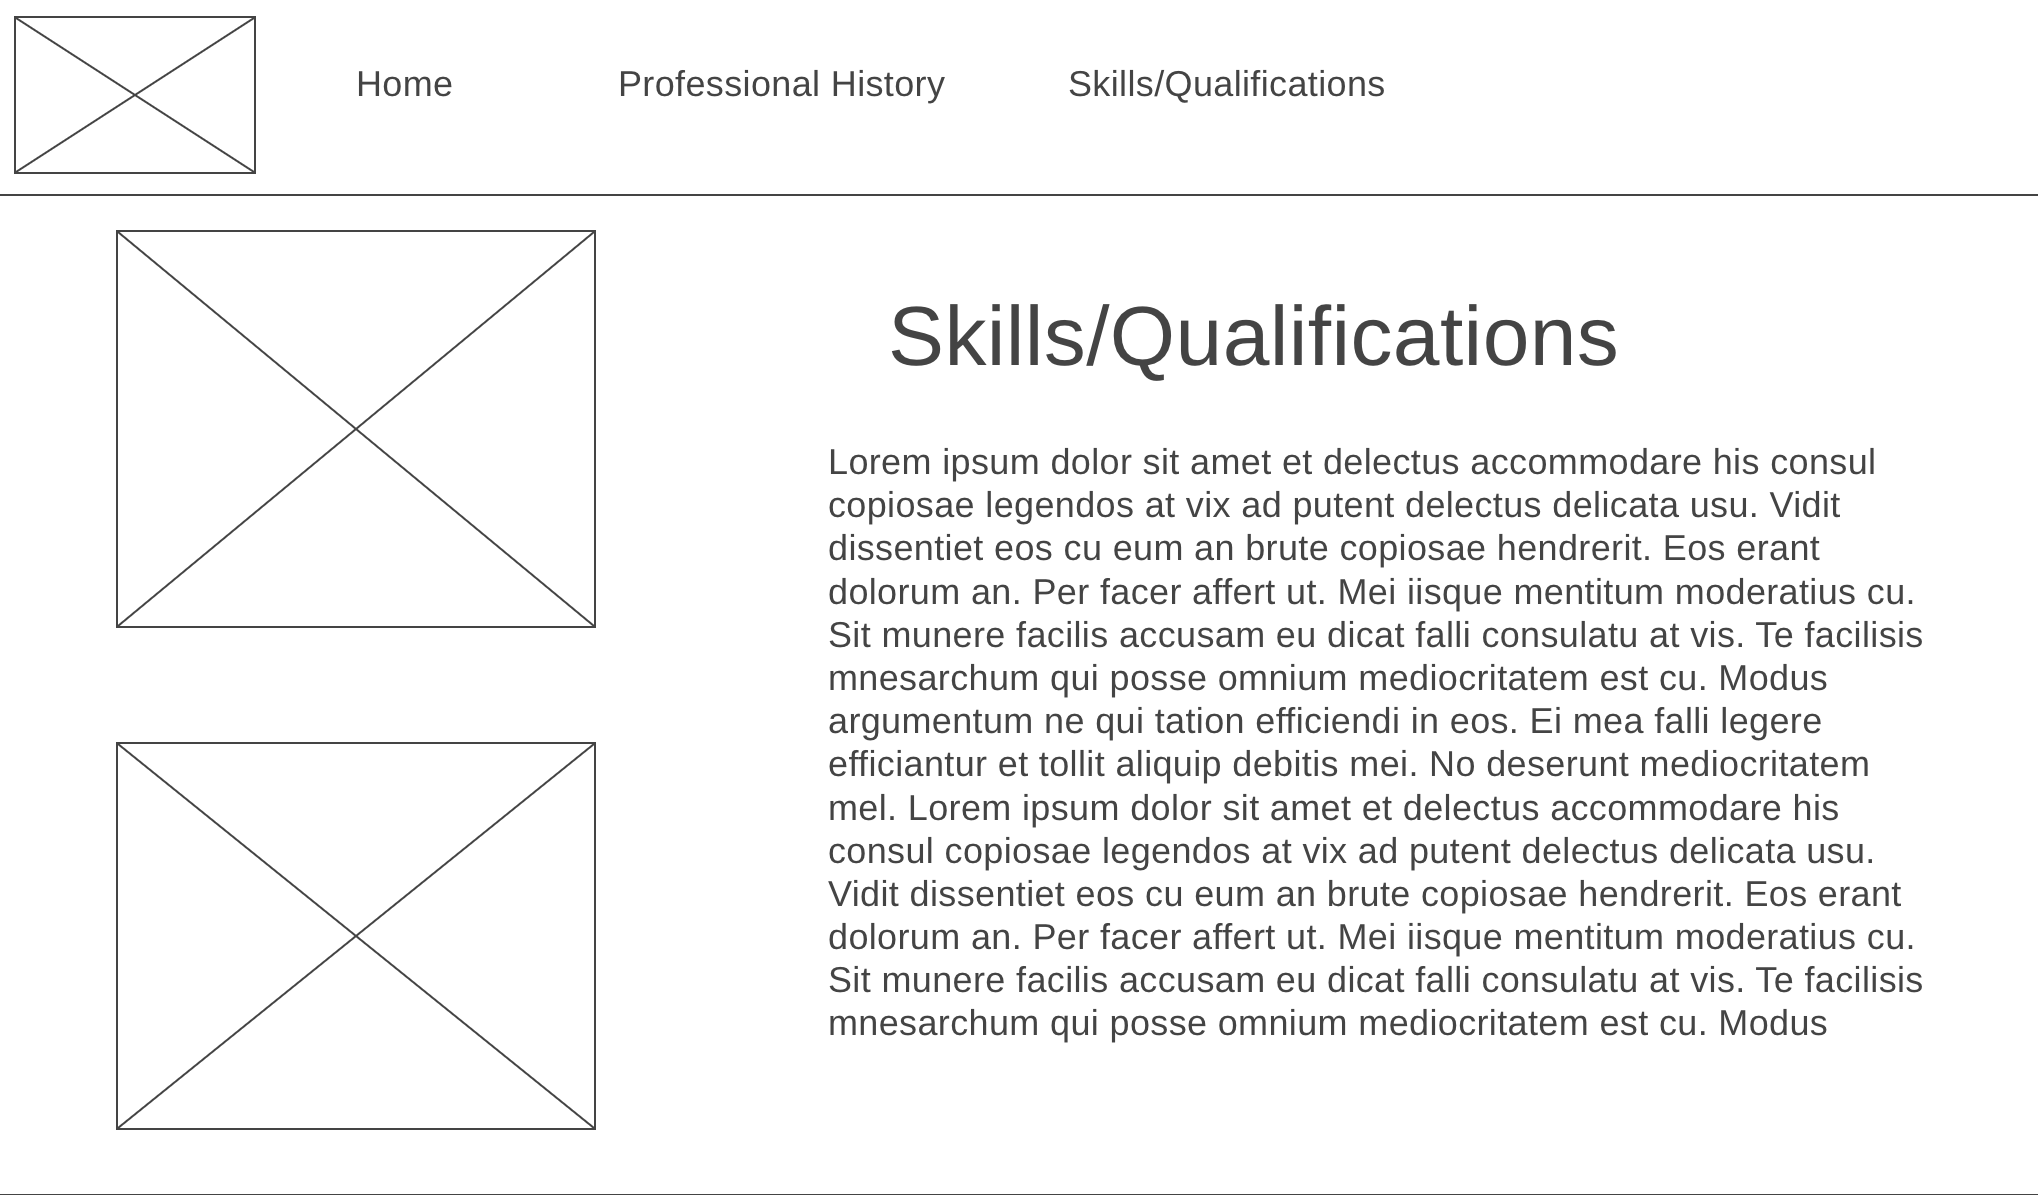 Home
Professional History
Skills/Qualifications
Skills/Qualifications
Lorem ipsum dolor sit amet et delectus accommodare his consul
copiosae legendos at vix ad putent delectus delicata usu. Vidit
dissentiet eos cu eum an brute copiosae hendrerit. Eos erant
dolorum an. Per facer affert ut. Mei iisque mentitum moderatius cu.
Sit munere facilis accusam eu dicat falli consulatu at vis. Te facilisis
mnesarchum qui posse omnium mediocritatem est cu. Modus
argumentum ne qui tation efficiendi in eos. Ei mea falli legere
efficiantur et tollit aliquip debitis mei. No deserunt mediocritatem
mel. Lorem ipsum dolor sit amet et delectus accommodare his
consul copiosae legendos at vix ad putent delectus delicata usu.
Vidit dissentiet eos cu eum an brute copiosae hendrerit. Eos erant
dolorum an. Per facer affert ut. Mei iisque mentitum moderatius cu.
Sit munere facilis accusam eu dicat falli consulatu at vis. Te facilisis
mnesarchum qui posse omnium mediocritatem est cu. Modus